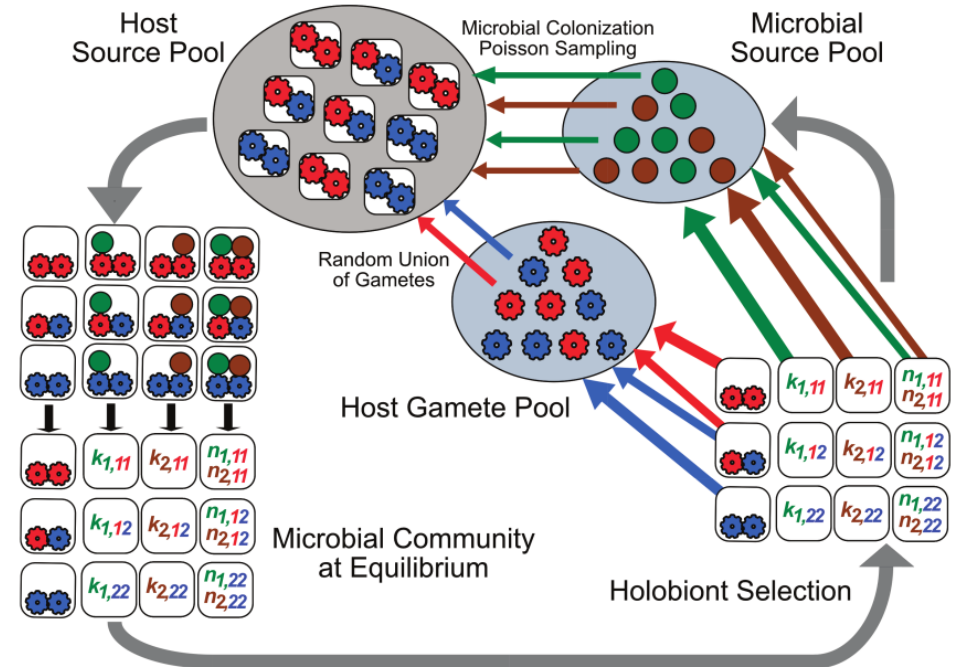 Host
Source Pool
Microbial Colonization
Poisson Sampling
Microbial
Source Pool
Random Union
of Gametes
Host Gamete Pool
k1,11
k2,11
n1,11
n2,11
k1,12
k2,12
n1,12
n2,12
k1,22
k2,22
n1,22
n2,22
k1,11
k2,11
n1,11
n2,11
k1,12
k2,12
n1,12
n2,12
k1,22
k2,22
n1,22
n2,22
Microbial Community
at Equilibrium
Holobiont Selection